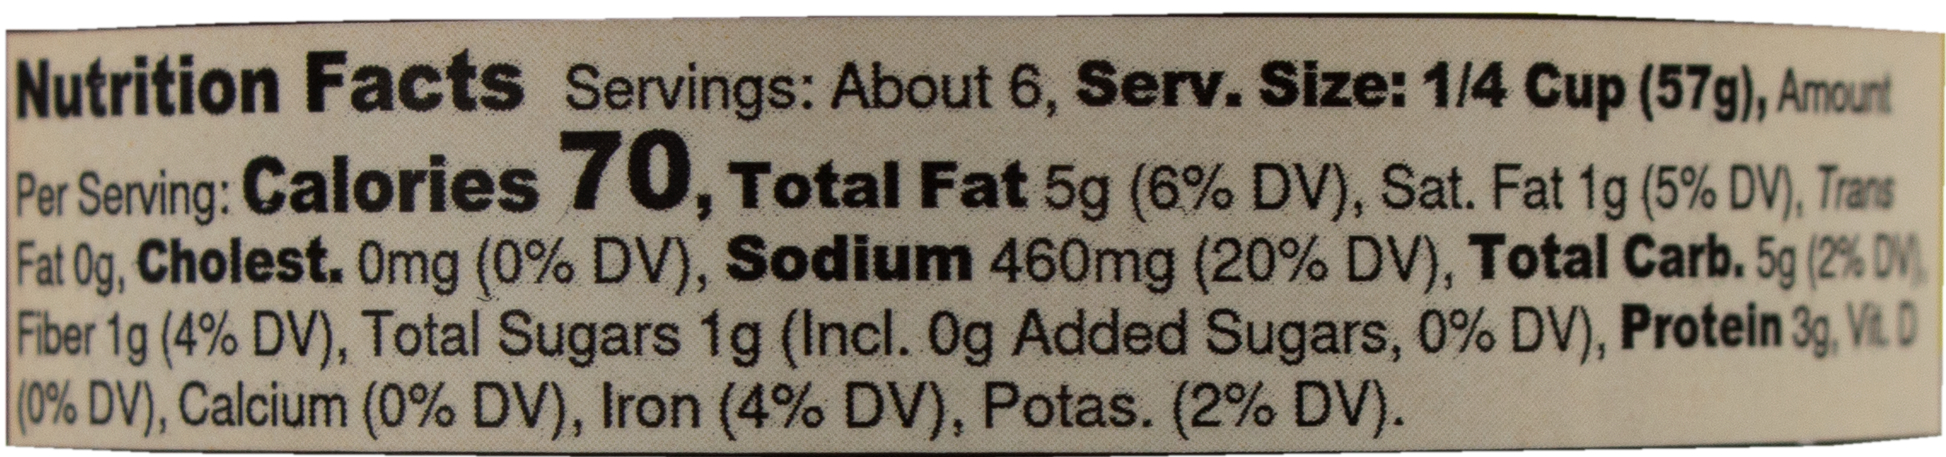 Nutrition Facts Servings: About 6, Serv. Size: 1/4 Cup (57g), Amount
Per Serving: Calories 70, Total Fat 5g (6% DV), Sat. Fat 1g (5% DV), Trans
Fat 0g, Cholest. 0mg (0% DV), Sodium 460mg (20% DV), Total Carb. 5g (2% DV),
Fiber 1g (4% DV), Total Sugars 1g (Incl. 0g Added Sugars, 0% DV), Protein 3g, Vit. D
(0% DV), Calcium (0% DV), Iron (4% DV), Potas. (2% DV).